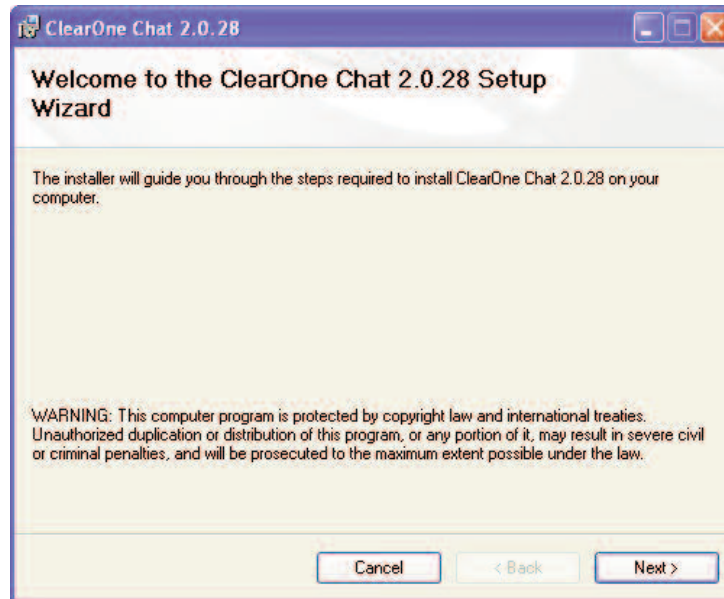 ClearOne Chat 2.0.28
Welcome to the ClearOne Chat 2.0.28 Setup
Wizard
The installer will guide you through the steps required to install ClearOne Chat 2.0.28 on your
computer.
WARNING: This computer program is protected by copyright law and international treaties.
Unauthorized duplication or distribution of this program, or any portion of it, may result in severe civil
or criminal penalties, and will be prosecuted to the maximum extent possible under the law.
Cancel < Back Next >